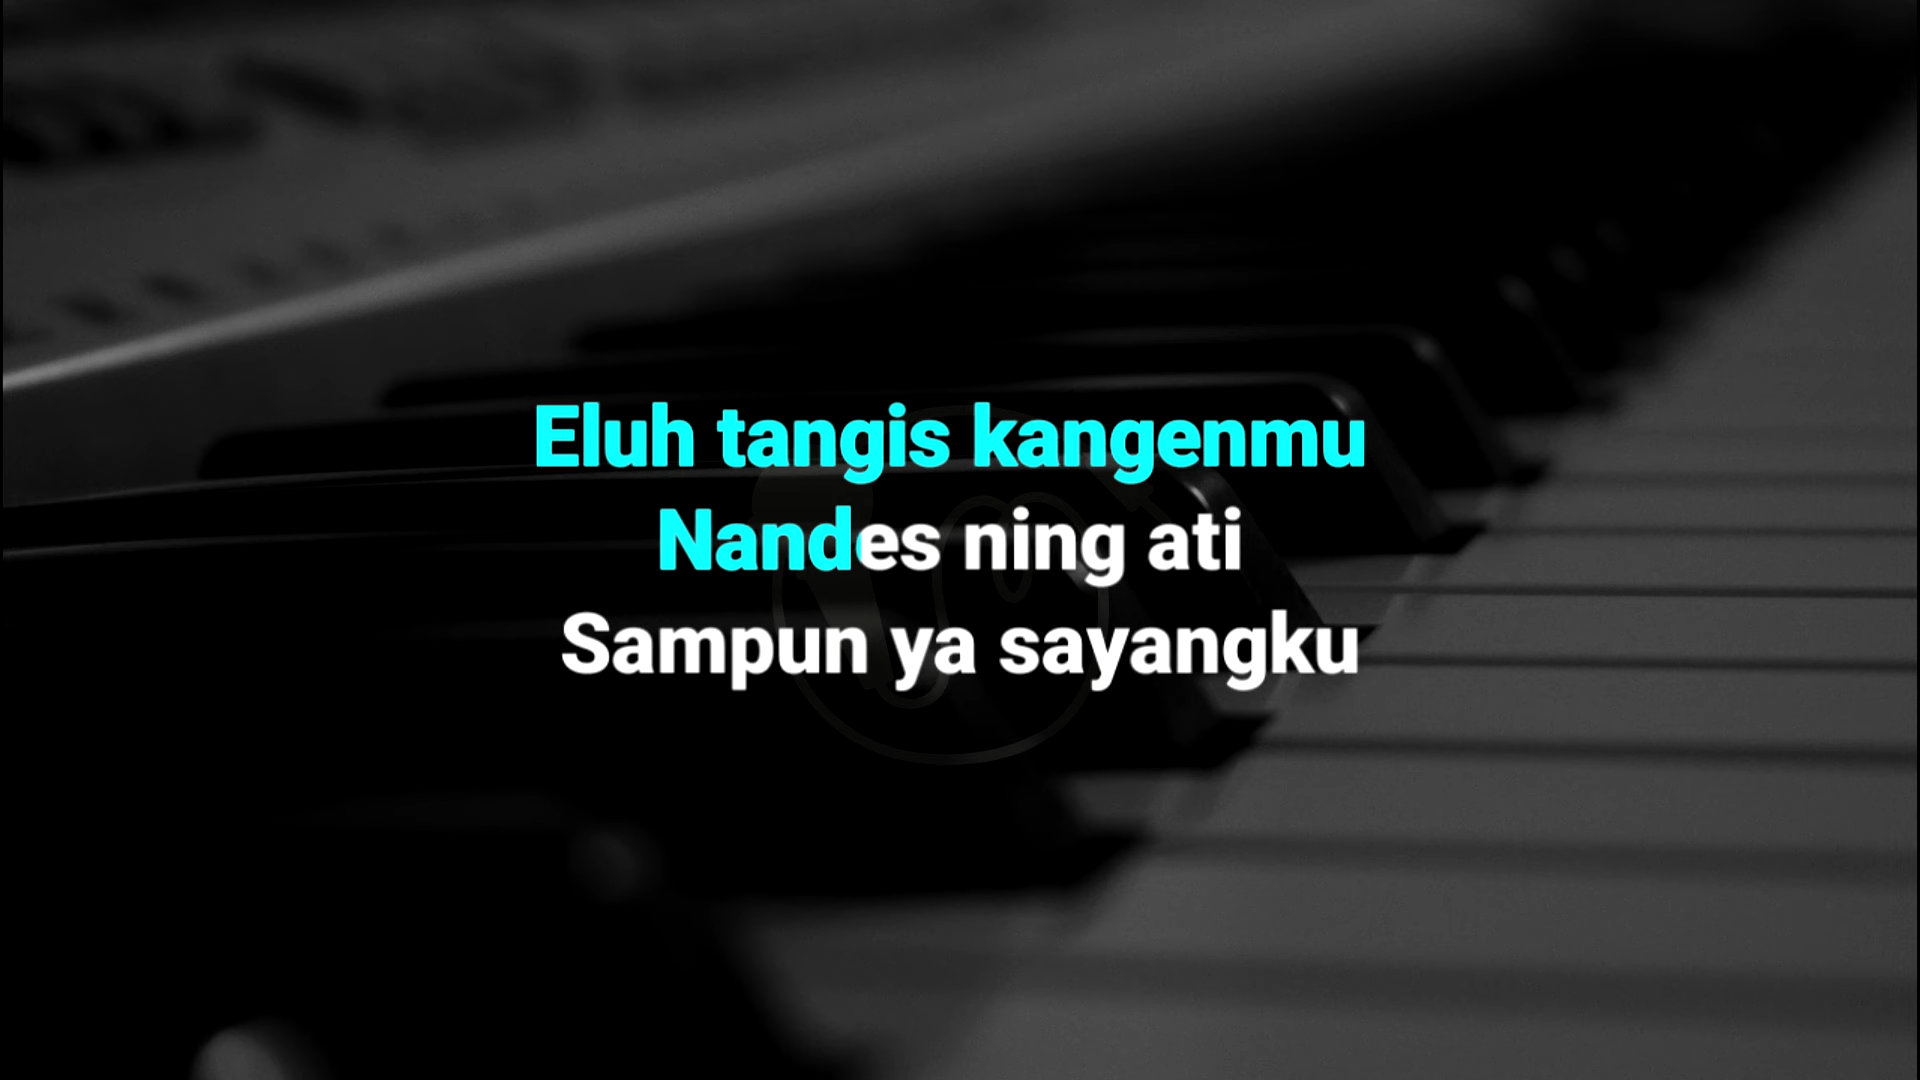 Eluh tangis kangenmu
Nandes ning ati
Sampun ya sayangku